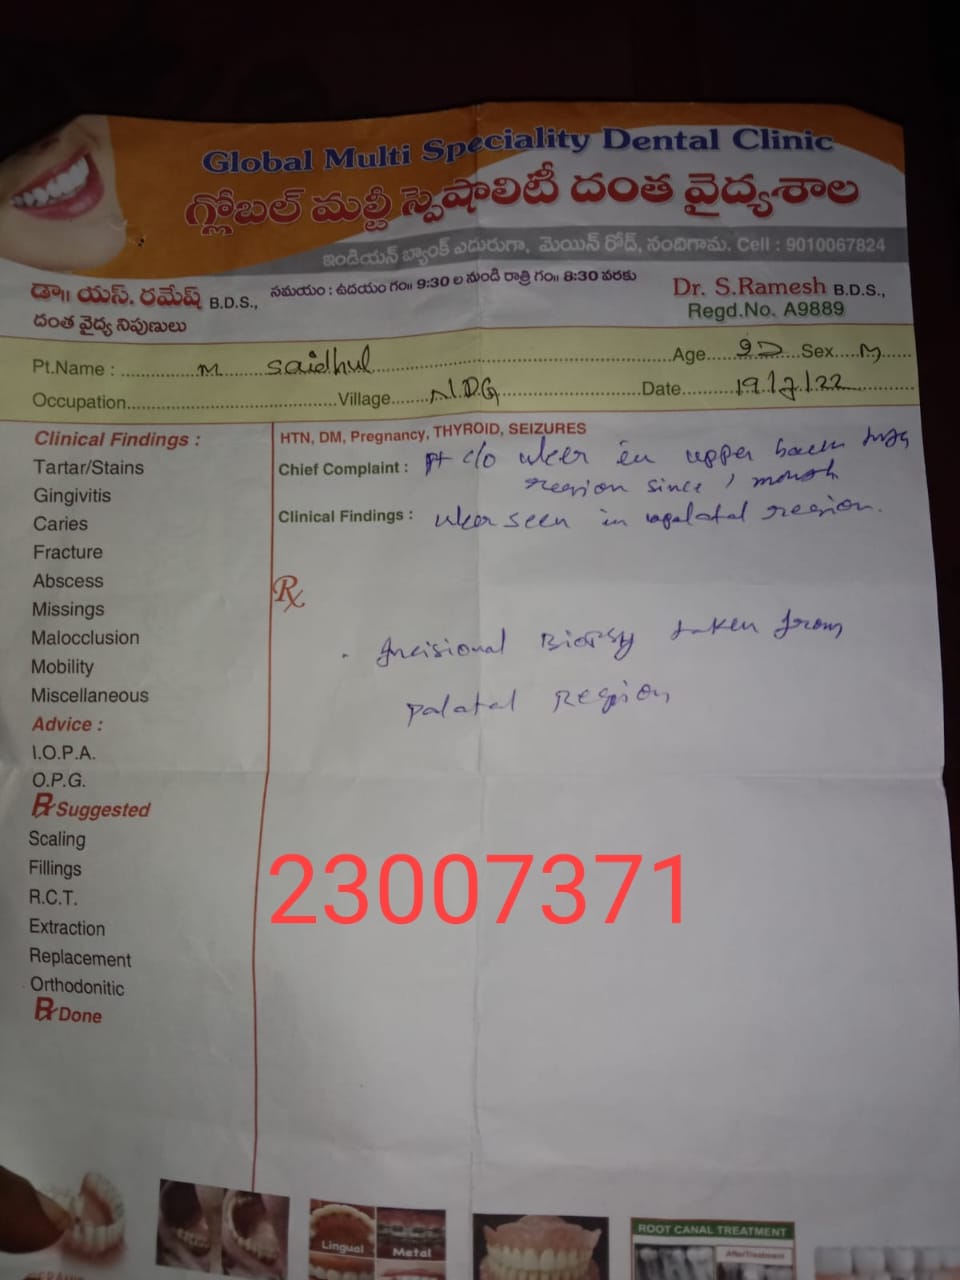 Global Multi Speciality Dental Clinic
గ్లోబల్ మల్టీ స్పెషాలిటీ దంత వైద్యశాల
ఇండియన్ బ్యాంక్ ఎదురుగా, మెయిన్ రోడ్, నందిగామ. Cell : 9010067824
డా॥ యస్. రమేష్ B.D.S.,
దంత వైద్య నిపుణులు
సమయం : ఉదయం గం॥ 9:30 ల నుండి రాత్రి గం॥ 8:30 వరకు
Dr. S.Ramesh B.D.S.,
Regd.No. A9889
Pt.Name : M Saidhul Age Sex M
Occupation Village N.D.G Date 19/7/22
Clinical Findings :
Tartar/Stains
Gingivitis
Caries
Fracture
Abscess
Missings
Malocclusion
Mobility
Miscellaneous
Advice :
I.O.P.A.
O.P.G.
Rx Suggested
Scaling
Fillings
R.C.T.
Extraction
Replacement
Orthodonitic
Rx Done
HTN, DM, Pregnancy, THYROID, SEIZURES
Chief Complaint : pt c/o ulcer in upper back
region since 1 month
Clinical Findings : ulcer seen in palatal region.
Rx
Incisional Biopsy taken from
palatal Region
23007371
Lingual
Metal
ROOT CANAL TREATMENT
AfterTreatment